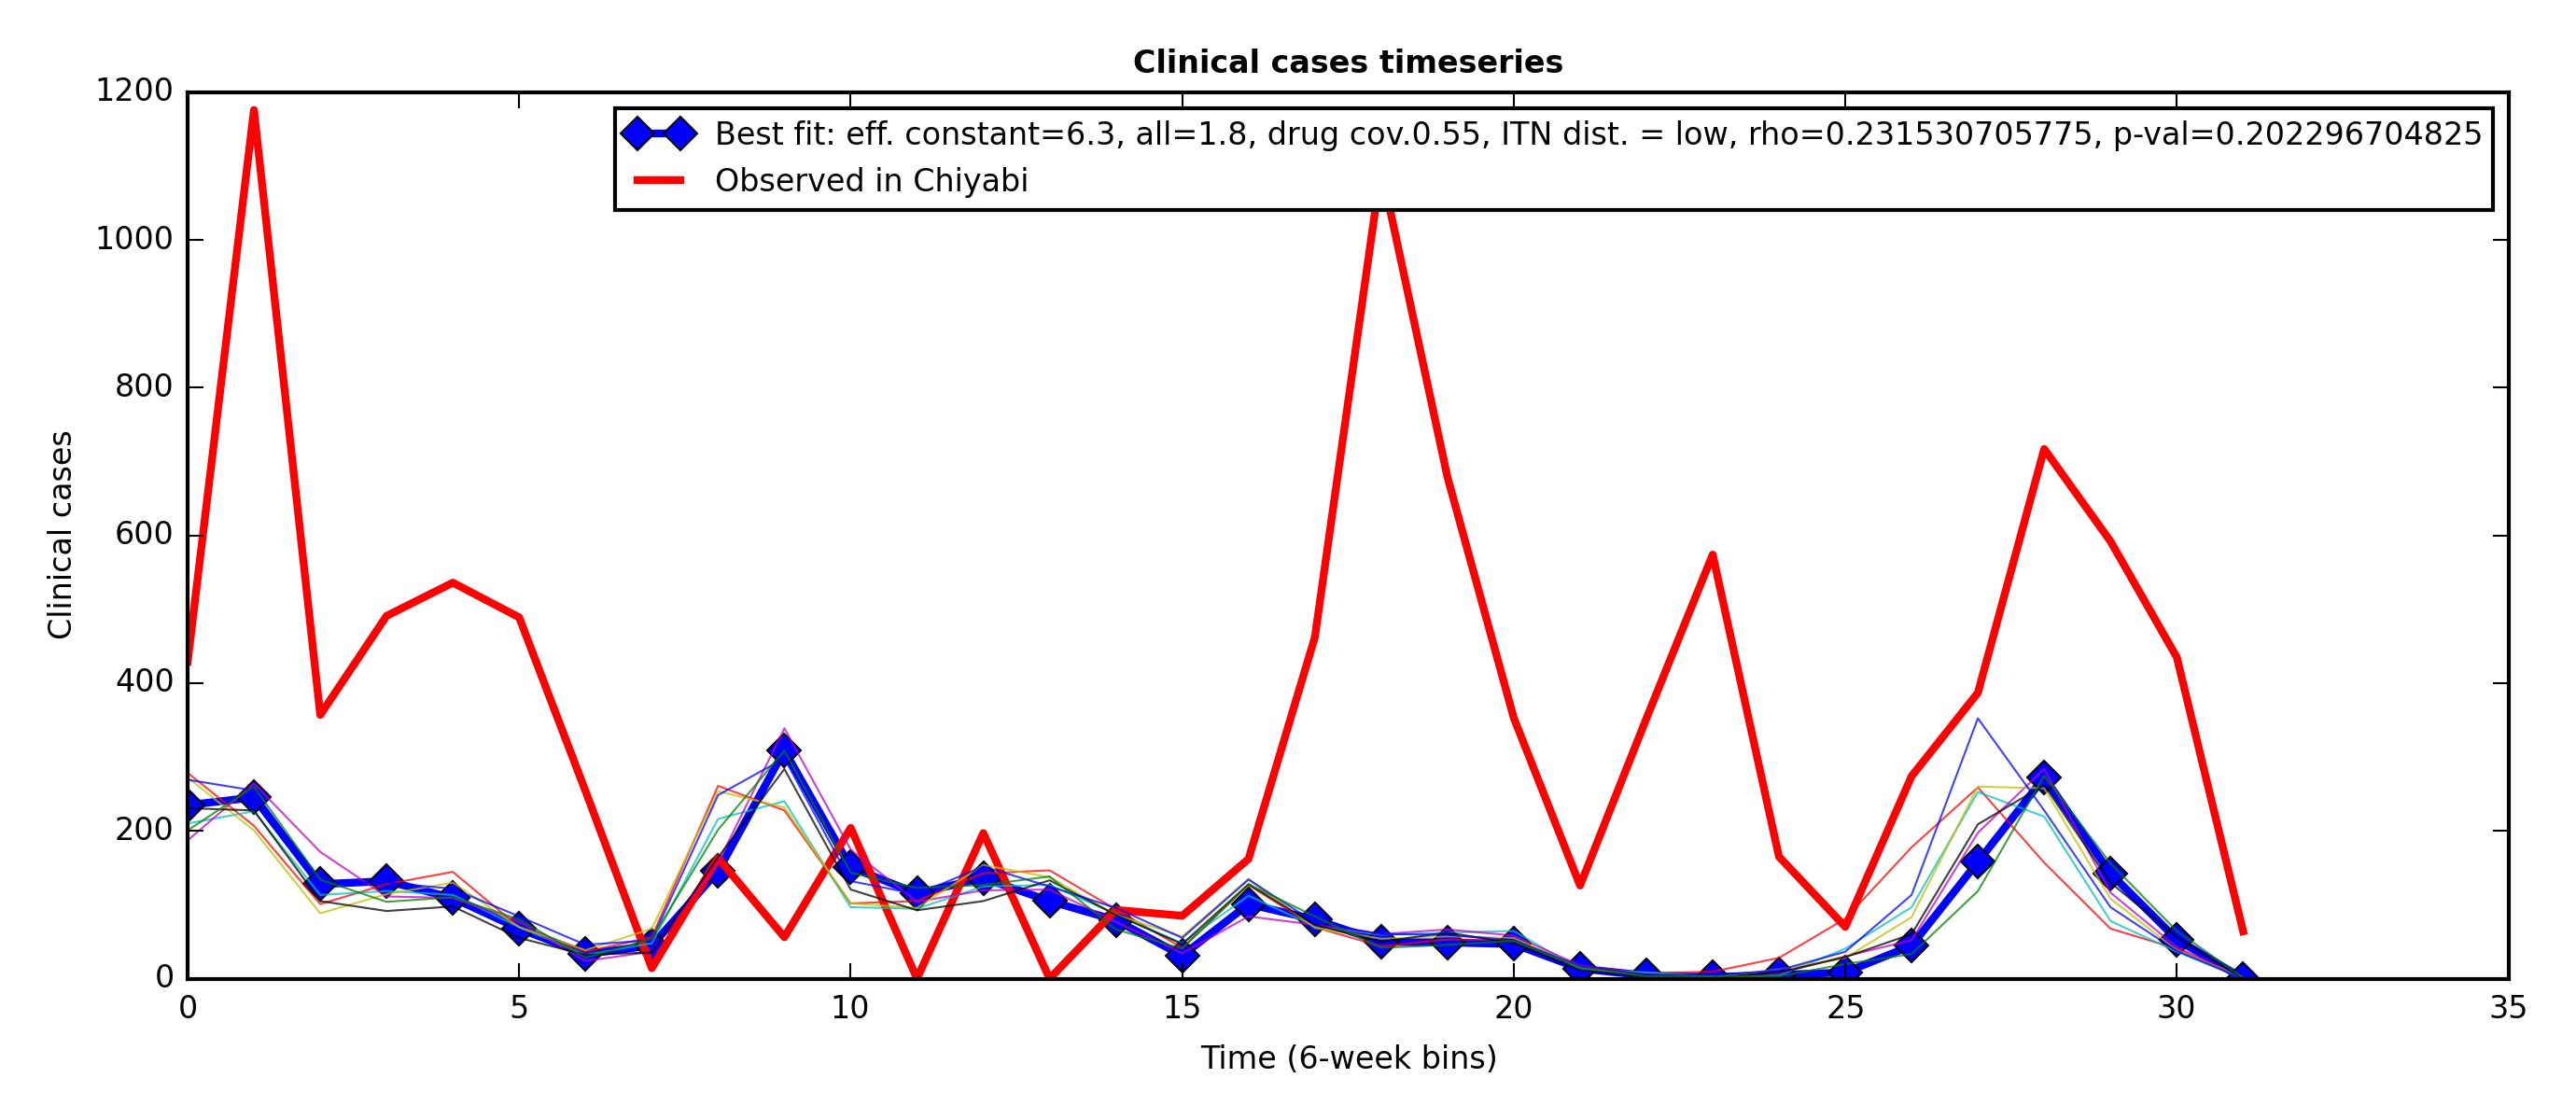 Clinical cases timeseries
1200
1000
800
600
400
200
0
Clinical cases
Best fit: eff. constant=6.3, all=1.8, drug cov.0.55, ITN dist. = low, rho=0.231530705775, p-val=0.202296704825
Observed in Chiyabi
0 5 10 15 20 25 30 35
Time (6-week bins)